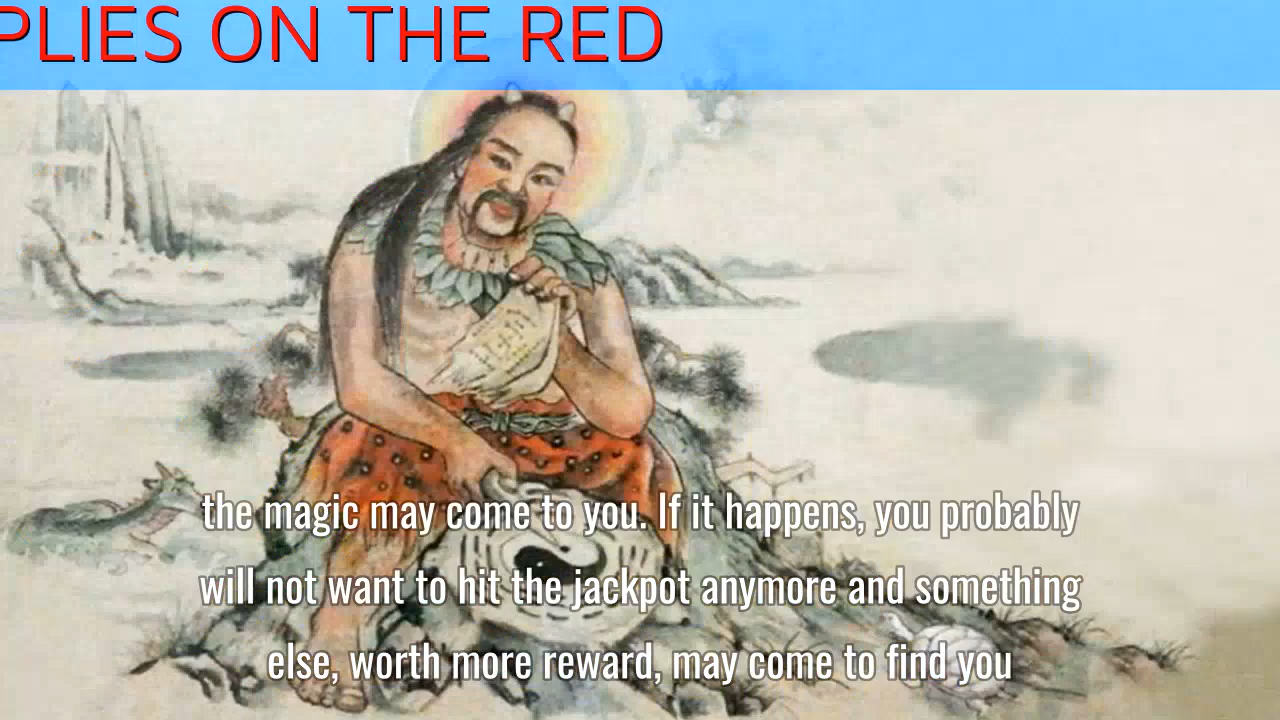 PLIES ON THE RED
the magic may come to you. If it happens, you probably
will not want to hit the jackpot anymore and something
else, worth more reward, may come to find you